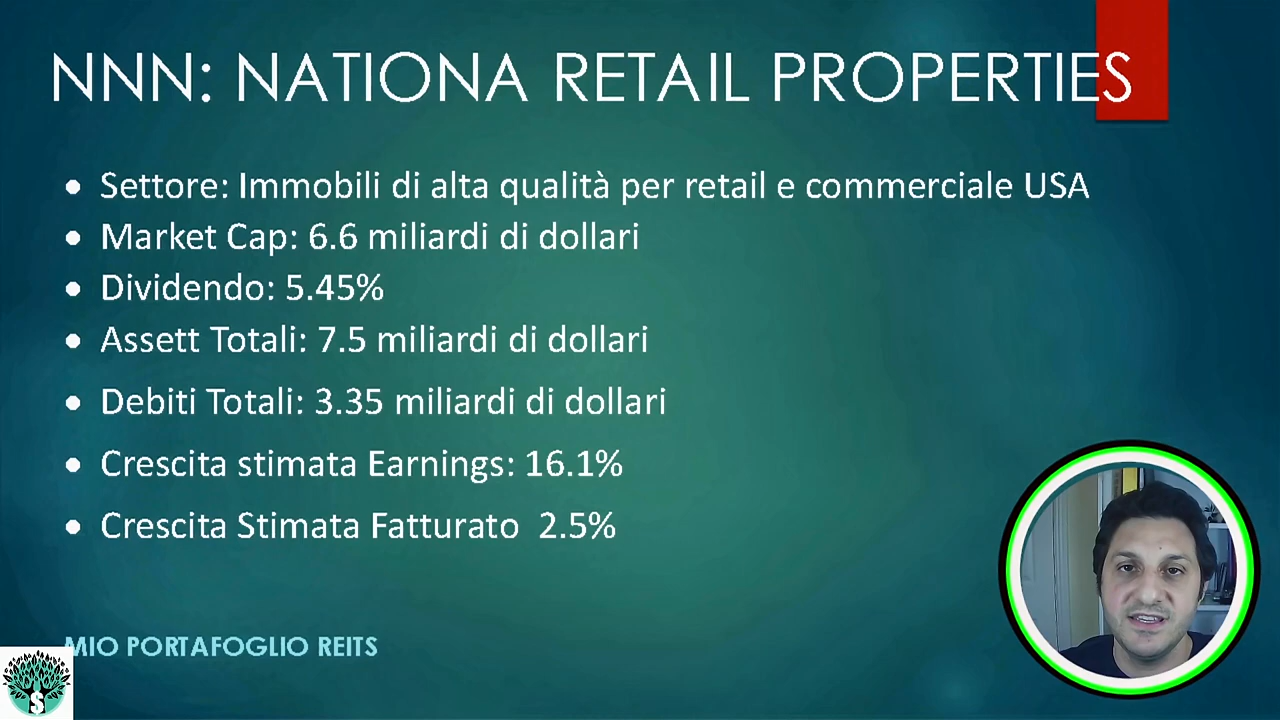 NNN: NATIONA RETAIL PROPERTIES
• Settore: Immobili di alta qualità per retail e commerciale USA
• Market Cap: 6.6 miliardi di dollari
• Dividendo: 5.45%
• Assett Totali: 7.5 miliardi di dollari
• Debiti Totali: 3.35 miliardi di dollari
• Crescita stimata Earnings: 16.1%
• Crescita Stimata Fatturato 2.5%
MIO PORTAFOGLIO REITS
S